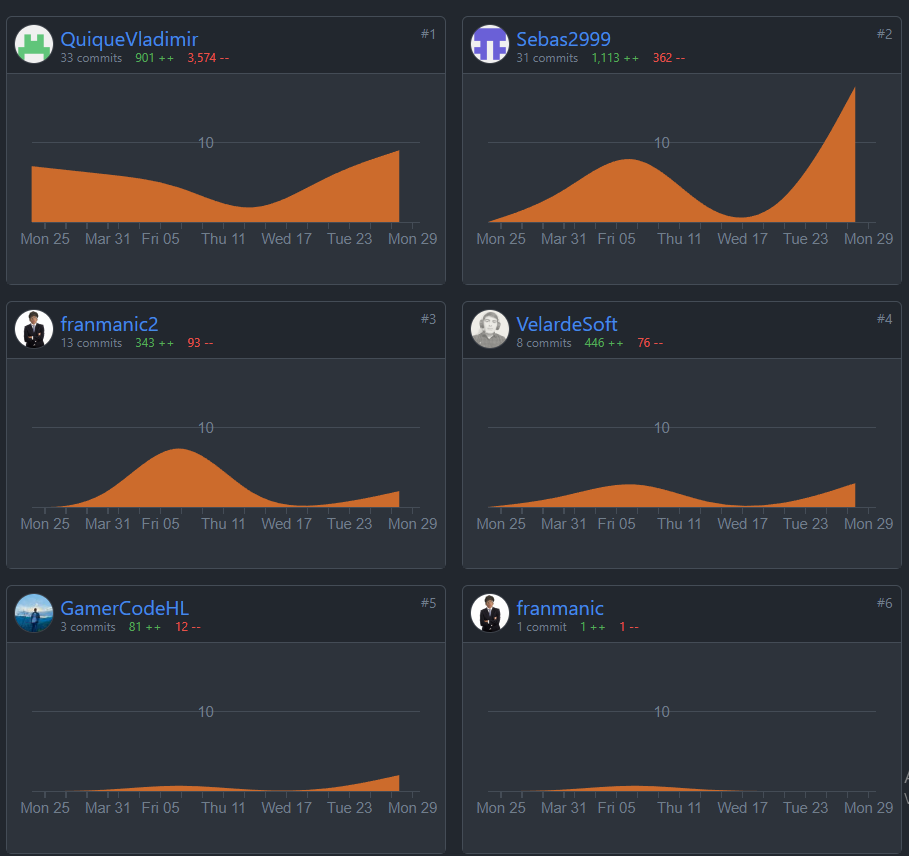 QuiqueVladimir #1
33 commits 901 ++ 3,574 --
10
Mon 25 Mar 31 Fri 05 Thu 11 Wed 17 Tue 23 Mon 29
Sebas2999 #2
31 commits 1,113 ++ 362 --
10
Mon 25 Mar 31 Fri 05 Thu 11 Wed 17 Tue 23 Mon 29
franmanic2 #3
13 commits 343 ++ 93 --
10
Mon 25 Mar 31 Fri 05 Thu 11 Wed 17 Tue 23 Mon 29
VelardeSoft #4
8 commits 446 ++ 76 --
10
Mon 25 Mar 31 Fri 05 Thu 11 Wed 17 Tue 23 Mon 29
GamerCodeHL #5
3 commits 81 ++ 12 --
10
Mon 25 Mar 31 Fri 05 Thu 11 Wed 17 Tue 23 Mon 29
franmanic #6
1 commit 1 ++ 1 --
10
Mon 25 Mar 31 Fri 05 Thu 11 Wed 17 Tue 23 Mon 29